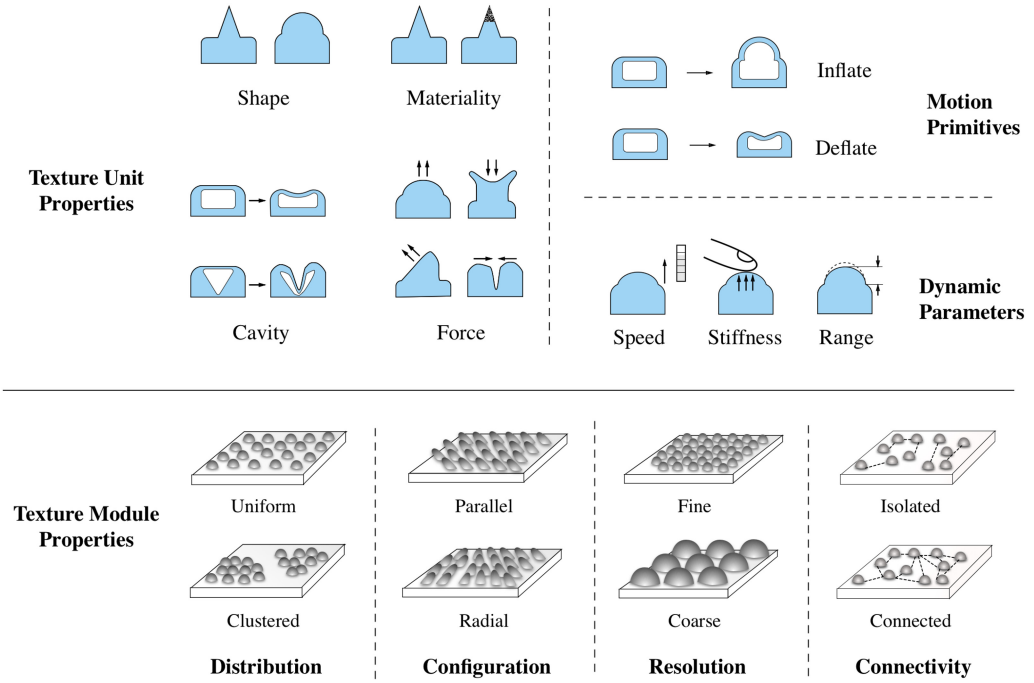 Shape
Materiality
Texture Unit
Properties
Cavity
Force
Inflate
Deflate
Motion
Primitives
Speed
Stiffness
Range
Dynamic
Parameters
Texture Module
Properties
Uniform
Parallel
Fine
Isolated
Clustered
Radial
Coarse
Connected
Distribution
Configuration
Resolution
Connectivity